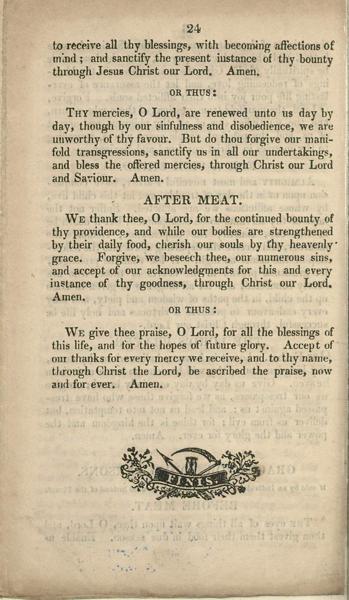 24
to receive all thy blessings, with becoming affections of
mind; and sanctify the present instance of thy bounty
through Jesus Christ our Lord. Amen.
OR THUS:
THY mercies, O Lord, are renewed unto us day by
day, though by our sinfulness and disobedience, we are
unworthy of thy favour. But do thou forgive our mani-
fold transgressions, sanctify us in all our undertakings,
and bless the offered mercies, through Christ our Lord
and Saviour. Amen.
AFTER MEAT.
WE thank thee, O Lord, for the continued bounty of
thy providence, and while our bodies are strengthened
by their daily food, cherish our souls by thy heavenly
grace. Forgive, we beseech thee, our numerous sins,
and accept of our acknowledgments for this and every
instance of thy goodness, through Christ our Lord.
Amen.
OR THUS:
WE give thee praise, O Lord, for all the blessings of
this life, and for the hopes of future glory. Accept of
our thanks for every mercy we receive, and to thy name,
through Christ the Lord, be ascribed the praise, now
and for ever. Amen.
FINIS.